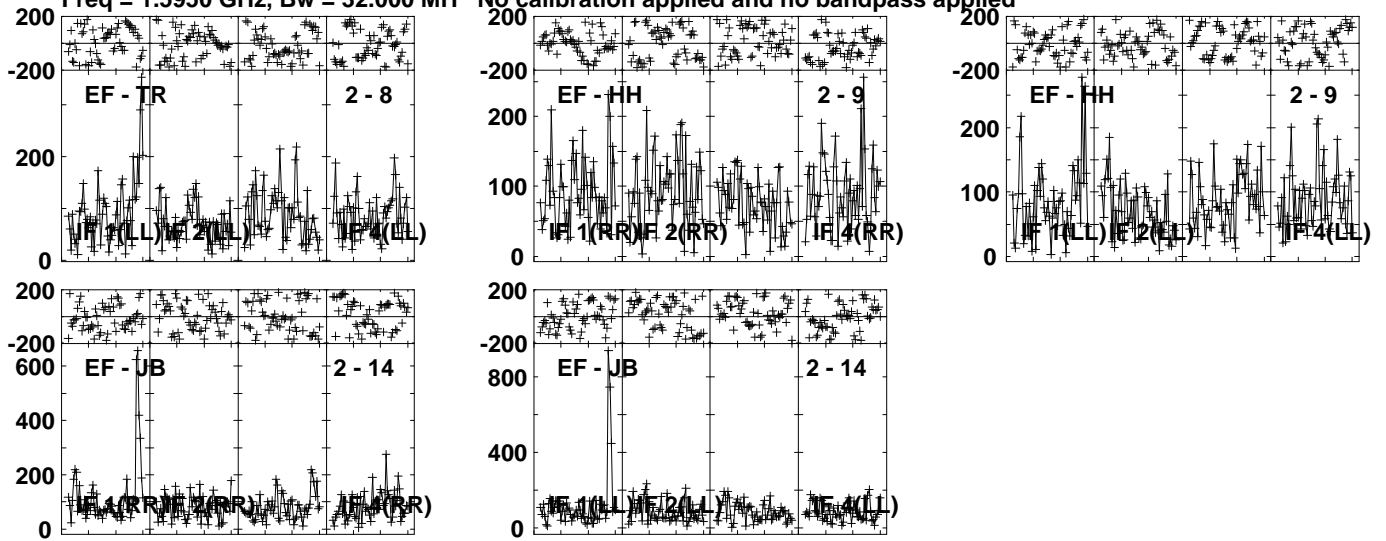 Freq = 1.5950 GHz, Bw = 32.000 MH No calibration applied and no bandpass applied
200
-200
EF - TR 2 - 8
200
0
IF 1(LL) IF 2(LL) IF 4(LL)
200
-200
EF - HH 2 - 9
200
100
0
IF 1(RR) IF 2(RR) IF 4(RR)
200
-200
EF - HH 2 - 9
200
100
0
IF 1(LL) IF 2(LL) IF 4(LL)
200
-200
EF - JB 2 - 14
600
400
200
0
IF 1(RR) IF 2(RR) IF 4(RR)
200
-200
EF - JB 2 - 14
800
400
0
IF 1(LL) IF 2(LL) IF 4(LL)